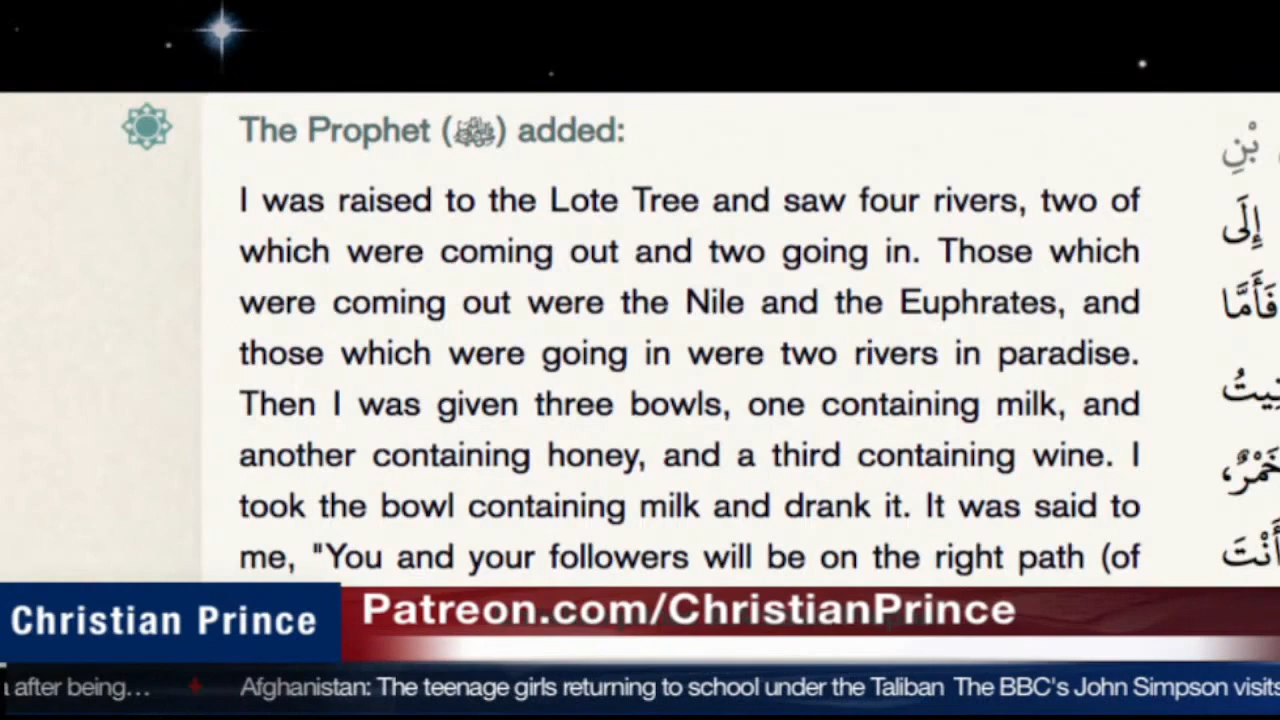 The Prophet (ﷺ) added:
I was raised to the Lote Tree and saw four rivers, two of
which were coming out and two going in. Those which
were coming out were the Nile and the Euphrates, and
those which were going in were two rivers in paradise.
Then I was given three bowls, one containing milk, and
another containing honey, and a third containing wine. I
took the bowl containing milk and drank it. It was said to
me, "You and your followers will be on the right path (of
بْنِ
إِلَى
فَأَمَّا
خَمْرٌ،
Christian Prince
Patreon.com/ChristianPrince
after being... Afghanistan: The teenage girls returning to school under the Taliban The BBC's John Simpson visits